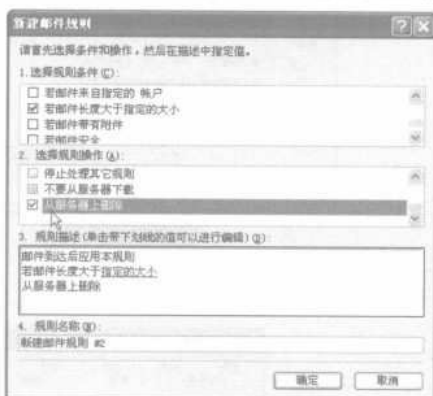 新建邮件规则
请首先选择条件和操作，然后在描述中指定值。
1.选择规则条件(C):
若邮件来自指定的 帐户
若邮件长度大于指定的大小
若邮件带有附件
若邮件安全
2. 选择规则操作(A):
停止处理其它规则
不要从服务器下载
从服务器上删除
3. 规则描述(单击带下划线的值可以进行编辑)(D):
邮件到达后应用本规则
若邮件长度大于指定的大小
从服务器上删除
4. 规则名称(N):
新建邮件规则 #2
确定 取消